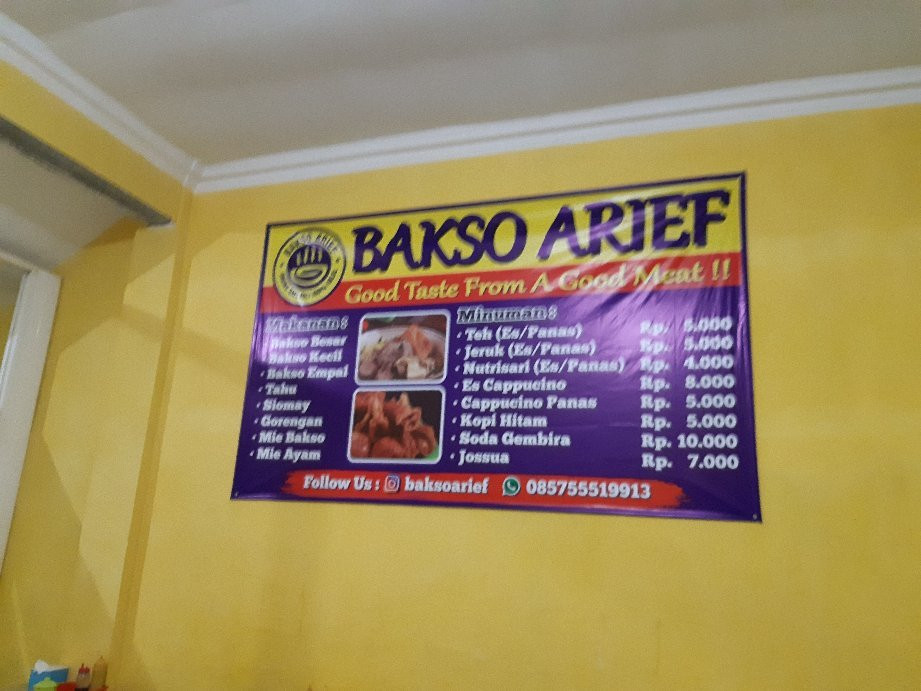 BAKSO ARIEF
BAKSO ARIEF
Good Taste From A Good Meat !!
Makanan :
· Bakso Besar
· Bakso Kecil
· Bakso Empal
· Tahu
· Siomay
· Gorengan
· Mie Bakso
· Mie Ayam
Minuman :
· Teh (Es/Panas) Rp. 5.000
· Jeruk (Es/Panas) Rp. 5.000
· Nutrisari (Es/Panas) Rp. 4.000
· Es Cappucino Rp. 8.000
· Cappucino Panas Rp. 5.000
· Kopi Hitam Rp. 5.000
· Soda Gembira Rp. 10.000
· Jossua Rp. 7.000
Follow Us : baksoarief 085755519913